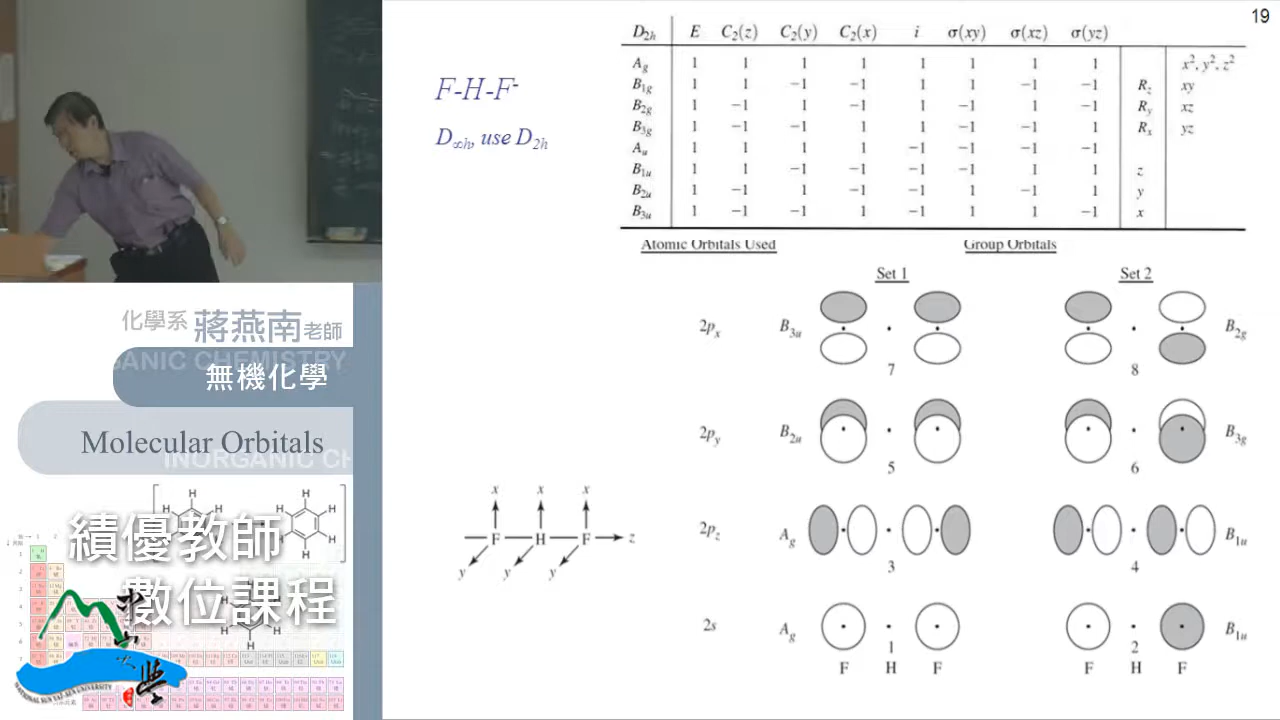 19
D2h E C2(z) C2(y) C2(x) i σ(xy) σ(xz) σ(yz)
Ag 1 1 1 1 1 1 1 1 x², y², z²
B1g 1 1 −1 −1 1 1 −1 −1 Rz xy
B2g 1 −1 1 −1 1 −1 1 −1 Ry xz
B3g 1 −1 −1 1 1 −1 −1 1 Rx yz
Au 1 1 1 1 −1 −1 −1 −1
B1u 1 1 −1 −1 −1 −1 1 1 z
B2u 1 −1 1 −1 −1 1 −1 1 y
B3u 1 −1 −1 1 −1 1 1 −1 x
F-H-F⁻
D∞h, use D2h
Atomic Orbitals Used Group Orbitals
Set 1 Set 2
2px B3u B2g
7 8
2py B2u B3g
5 6
2pz Ag B1u
3 4
2s Ag B1u
1 2
F H F F H F
x x x
F H F z
y y y
化學系 蔣燕南老師
無機化學
Molecular Orbitals
INORGANIC CH
績優教師
數位課程
NATIONAL SUN YAT-SEN UNIVERSITY